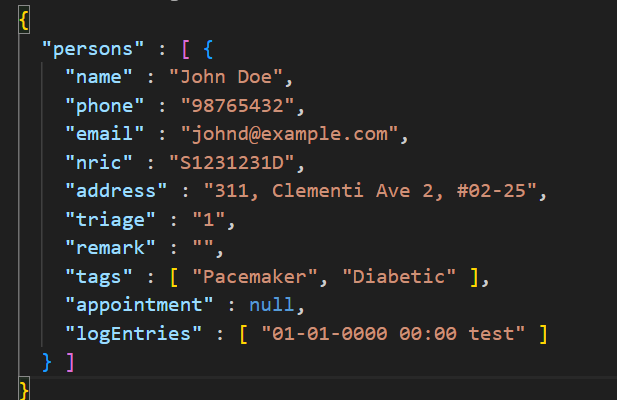 {
"persons" : [ {
"name" : "John Doe",
"phone" : "98765432",
"email" : "johnd@example.com",
"nric" : "S1231231D",
"address" : "311, Clementi Ave 2, #02-25",
"triage" : "1",
"remark" : "",
"tags" : [ "Pacemaker", "Diabetic" ],
"appointment" : null,
"logEntries" : [ "01-01-0000 00:00 test" ]
} ]
}